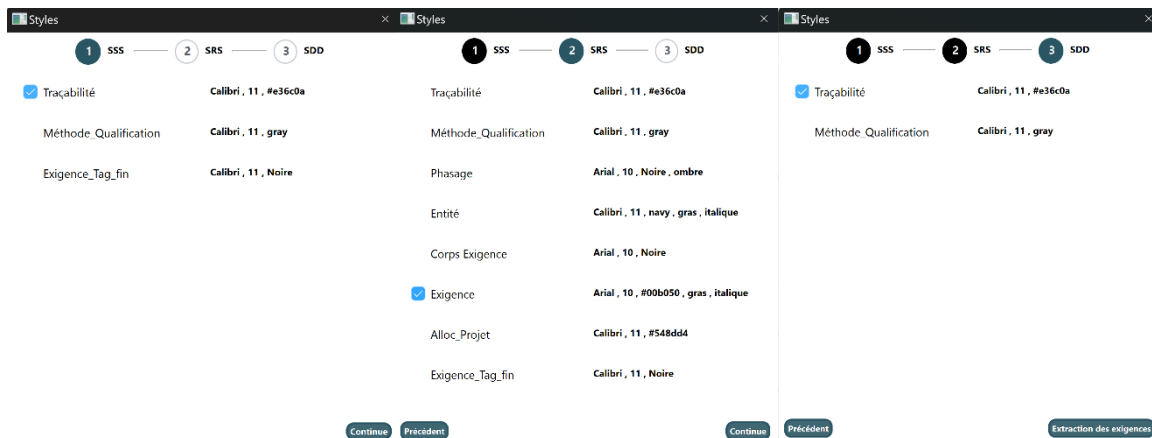 Styles
1 SSS 2 SRS 3 SDD
Traçabilité Calibri , 11 , #e36c0a
Méthode_Qualification Calibri , 11 , gray
Exigence_Tag_fin Calibri , 11 , Noire
Continue
Styles
1 SSS 2 SRS 3 SDD
Traçabilité Calibri , 11 , #e36c0a
Méthode_Qualification Calibri , 11 , gray
Phasage Arial , 10 , Noire , ombre
Entité Calibri , 11 , navy , gras , italique
Corps Exigence Arial , 10 , Noire
Exigence Arial , 10 , #00b050 , gras , italique
Alloc_Projet Calibri , 11 , #548dd4
Exigence_Tag_fin Calibri , 11 , Noire
Précédent Continue
Styles
1 SSS 2 SRS 3 SDD
Traçabilité Calibri , 11 , #e36c0a
Méthode_Qualification Calibri , 11 , gray
Précédent Extraction des exigences